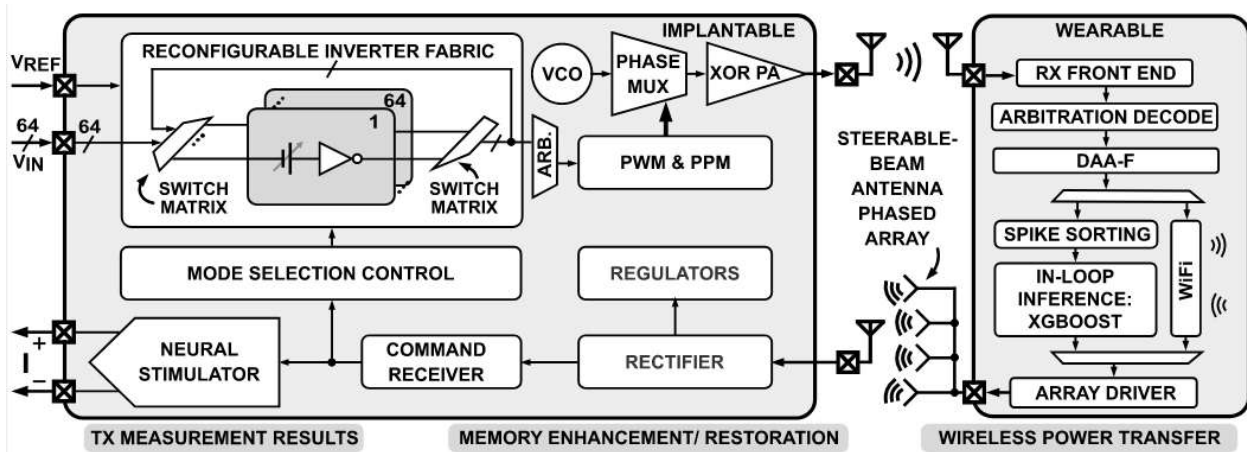 VREF
64
VIN
64
RECONFIGURABLE INVERTER FABRIC
64
1
SWITCH
MATRIX
SWITCH
MATRIX
ARB.
VCO
PHASE
MUX
IMPLANTABLE
XOR PA
PWM & PPM
MODE SELECTION CONTROL
REGULATORS
NEURAL
STIMULATOR
COMMAND
RECEIVER
RECTIFIER
I
+
−
STEERABLE-
BEAM
ANTENNA
PHASED
ARRAY
WEARABLE
RX FRONT END
ARBITRATION DECODE
DAA-F
SPIKE SORTING
IN-LOOP
INFERENCE:
XGBOOST
WiFi
ARRAY DRIVER
TX MEASUREMENT RESULTS
MEMORY ENHANCEMENT/ RESTORATION
WIRELESS POWER TRANSFER